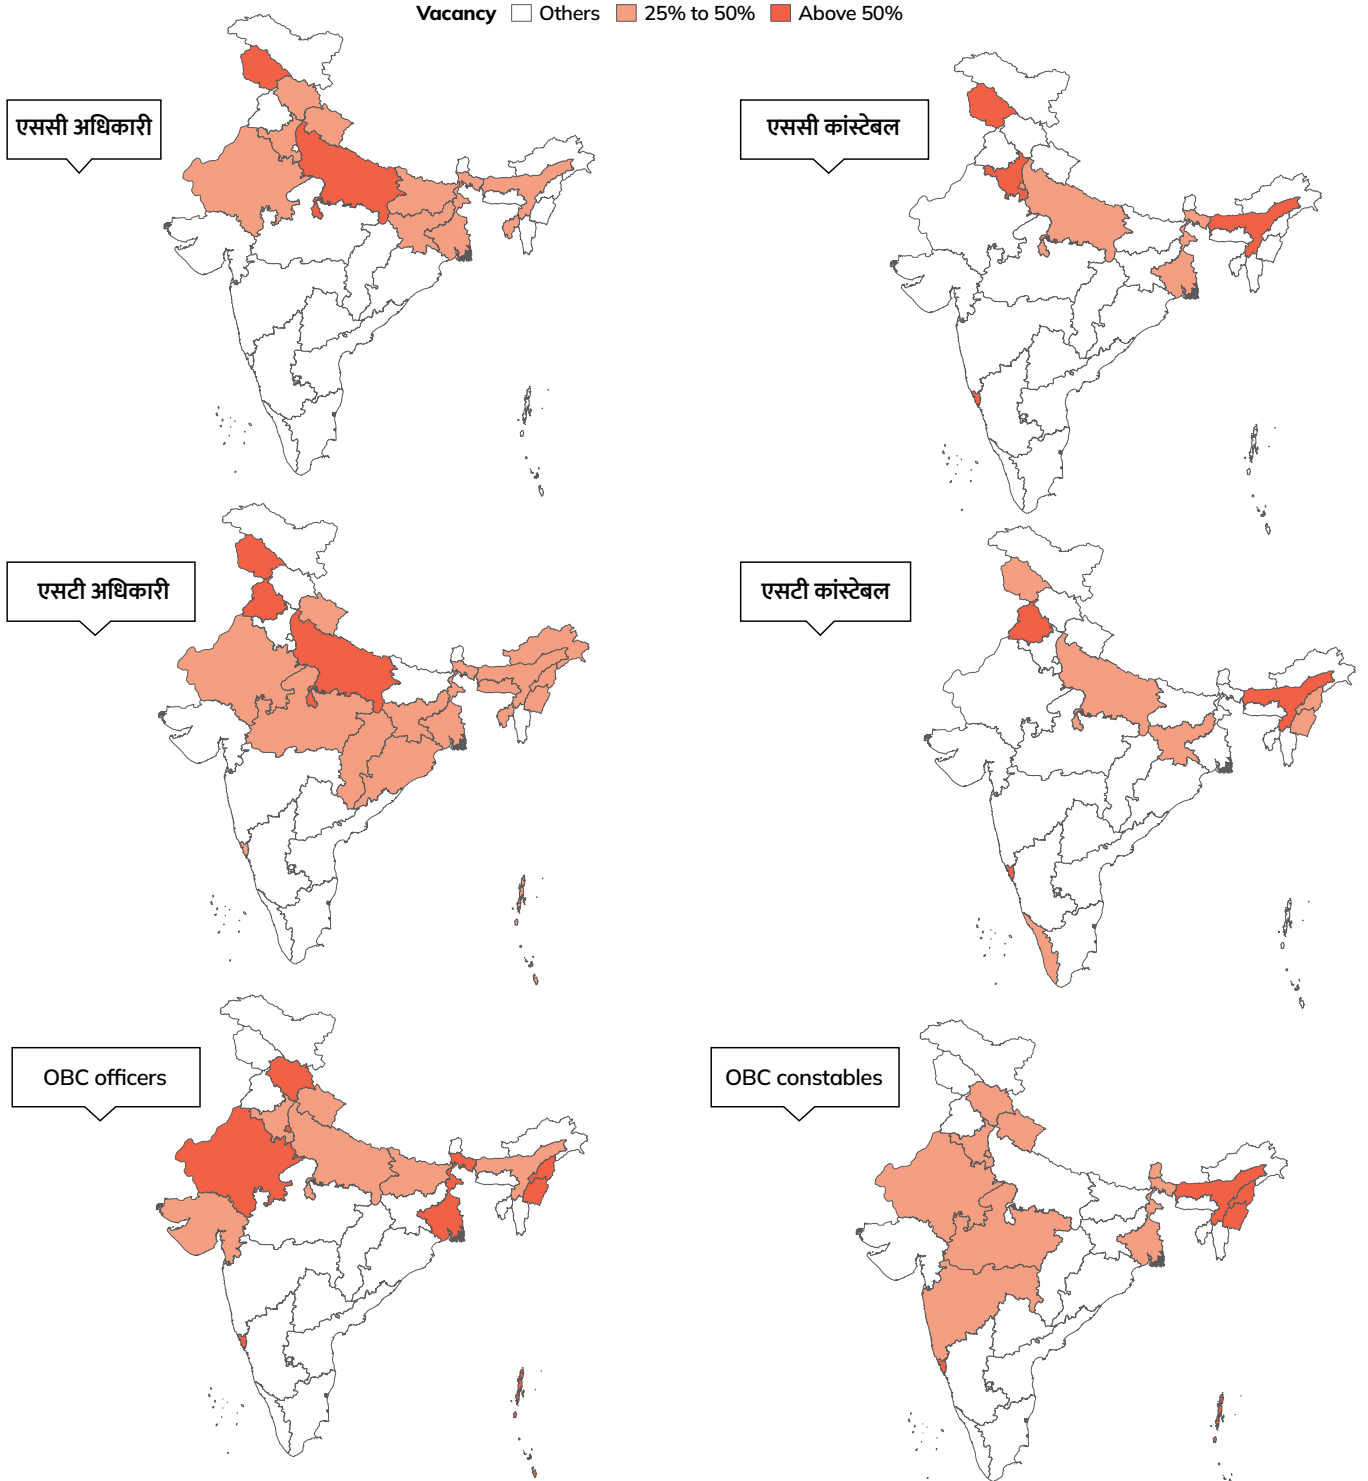 Vacancy Others 25% to 50% Above 50%
एससी अधिकारी
एससी कांस्टेबल
एसटी अधिकारी
एसटी कांस्टेबल
OBC officers
OBC constables